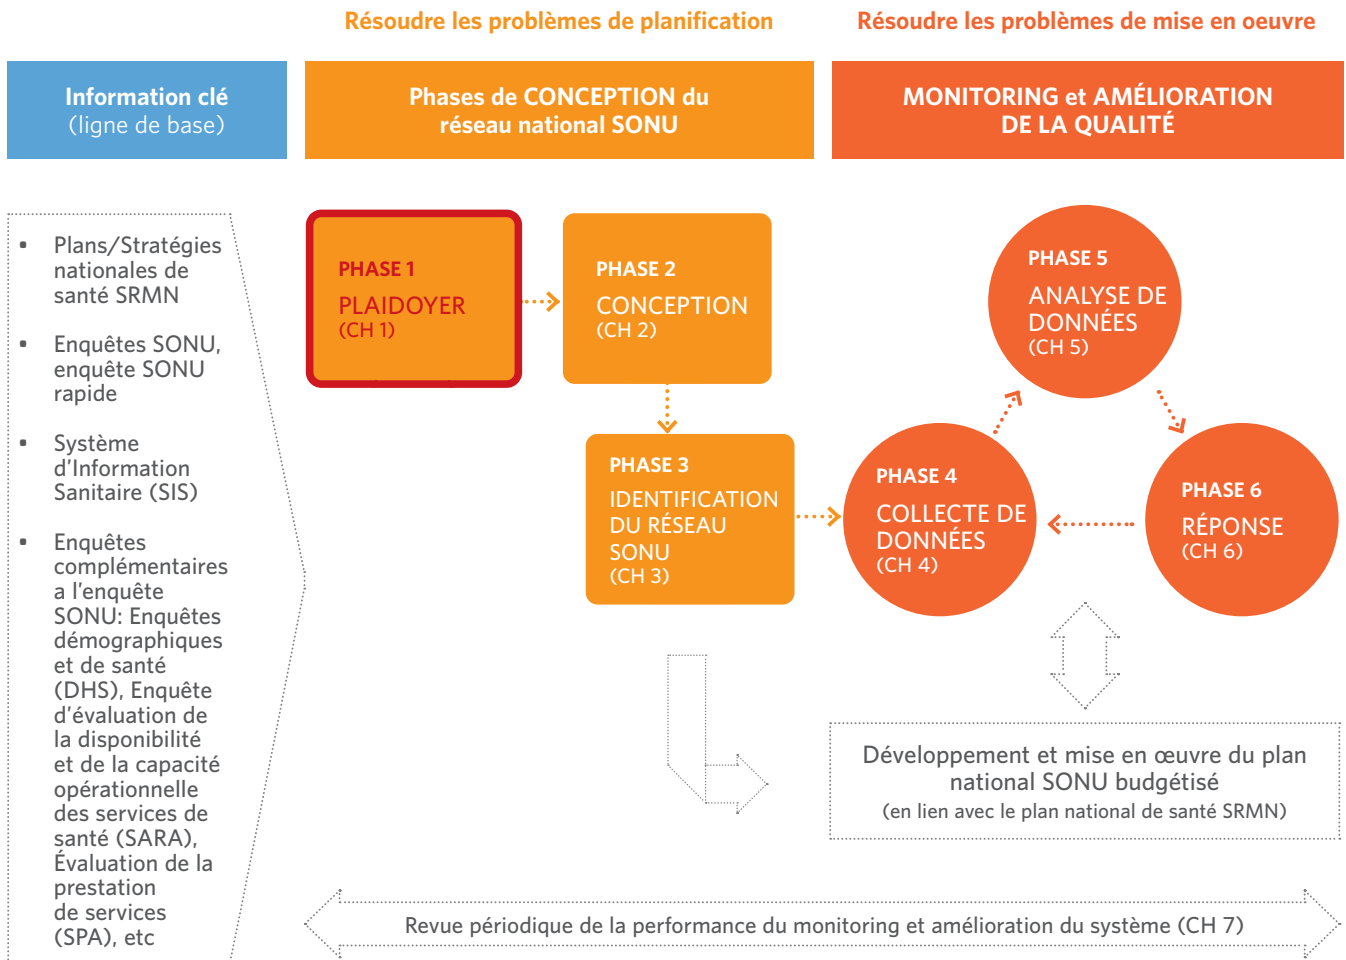 Résoudre les problèmes de planification
Résoudre les problèmes de mise en oeuvre
Information clé
(ligne de base)
Phases de CONCEPTION du
réseau national SONU
MONITORING et AMÉLIORATION
DE LA QUALITÉ
• Plans/Stratégies
nationales de
santé SRMN
• Enquêtes SONU,
enquête SONU
rapide
• Système
d'Information
Sanitaire (SIS)
• Enquêtes
complémentaires
a l'enquête
SONU: Enquêtes
démographiques
et de santé
(DHS), Enquête
d'évaluation de
la disponibilité
et de la capacité
opérationnelle
des services de
santé (SARA),
Évaluation de la
prestation
de services
(SPA), etc
PHASE 1
PLAIDOYER
(CH 1)
PHASE 2
CONCEPTION
(CH 2)
PHASE 3
IDENTIFICATION
DU RÉSEAU
SONU
(CH 3)
PHASE 4
COLLECTE DE
DONNÉES
(CH 4)
PHASE 5
ANALYSE DE
DONNÉES
(CH 5)
PHASE 6
RÉPONSE
(CH 6)
Développement et mise en œuvre du plan
national SONU budgétisé
(en lien avec le plan national de santé SRMN)
Revue périodique de la performance du monitoring et amélioration du système (CH 7)